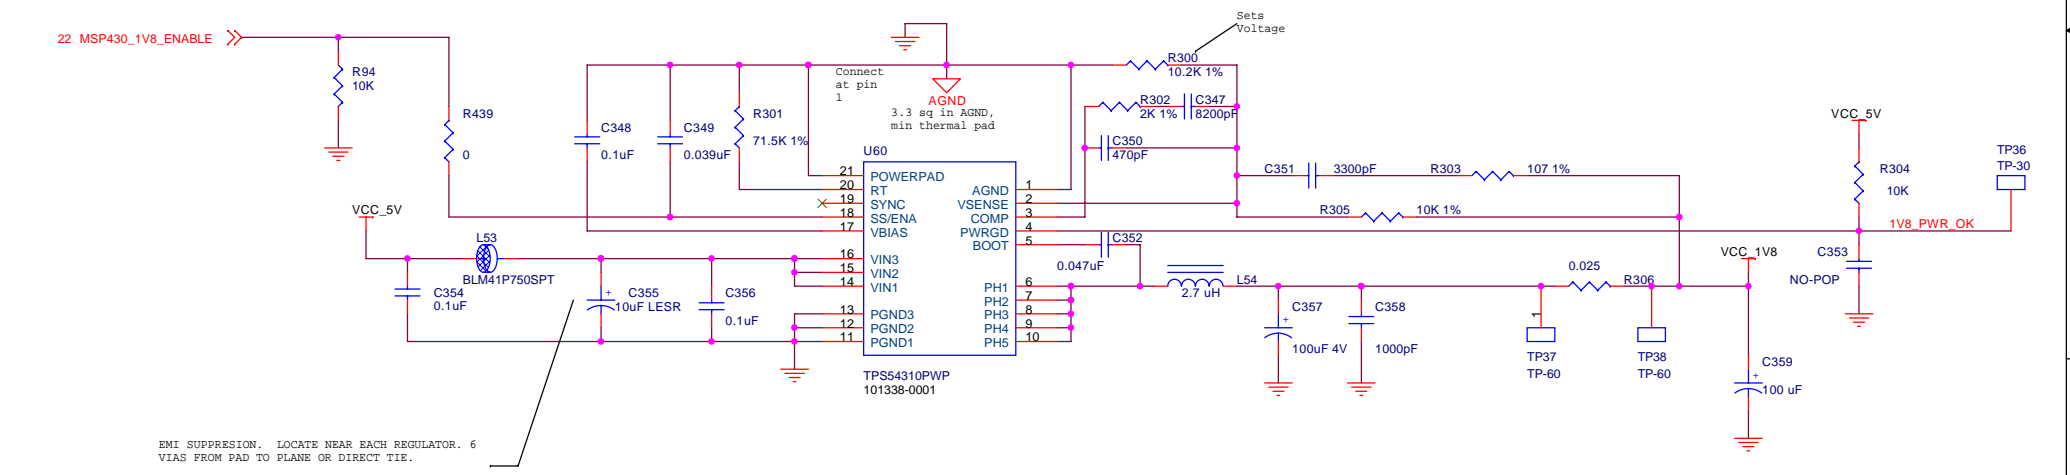 Sets
Voltage
22 MSP430_1V8_ENABLE
R94
10K
R439
0
Connect
at pin
1
AGND
3.3 sq in AGND,
min thermal pad
R300
10.2K 1%
R302
2K 1%
C347
8200pF
C350
470pF
C348
0.1uF
C349
0.039uF
R301
71.5K 1%
U60
21 POWERPAD
20 RT
19 SYNC
18 SS/ENA
17 VBIAS
16 VIN3
15 VIN2
14 VIN1
13 PGND3
12 PGND2
11 PGND1
AGND 1
VSENSE 2
COMP 3
PWRGD 4
BOOT 5
PH1 6
PH2 7
PH3 8
PH4 9
PH5 10
TPS54310PWP
101338-0001
C351
3300pF
R303
107 1%
R305
10K 1%
C352
0.047uF
VCC_5V
R304
10K
TP36
TP-30
1V8_PWR_OK
C353
NO-POP
VCC_5V
L53
BLM41P750SPT
C354
0.1uF
C355
10uF LESR
C356
0.1uF
L54
2.7 uH
C357
100uF 4V
C358
1000pF
0.025
R306
1
TP37
TP-60
TP38
TP-60
VCC_1V8
C359
100 uF
EMI SUPPRESION. LOCATE NEAR EACH REGULATOR. 6
VIAS FROM PAD TO PLANE OR DIRECT TIE.